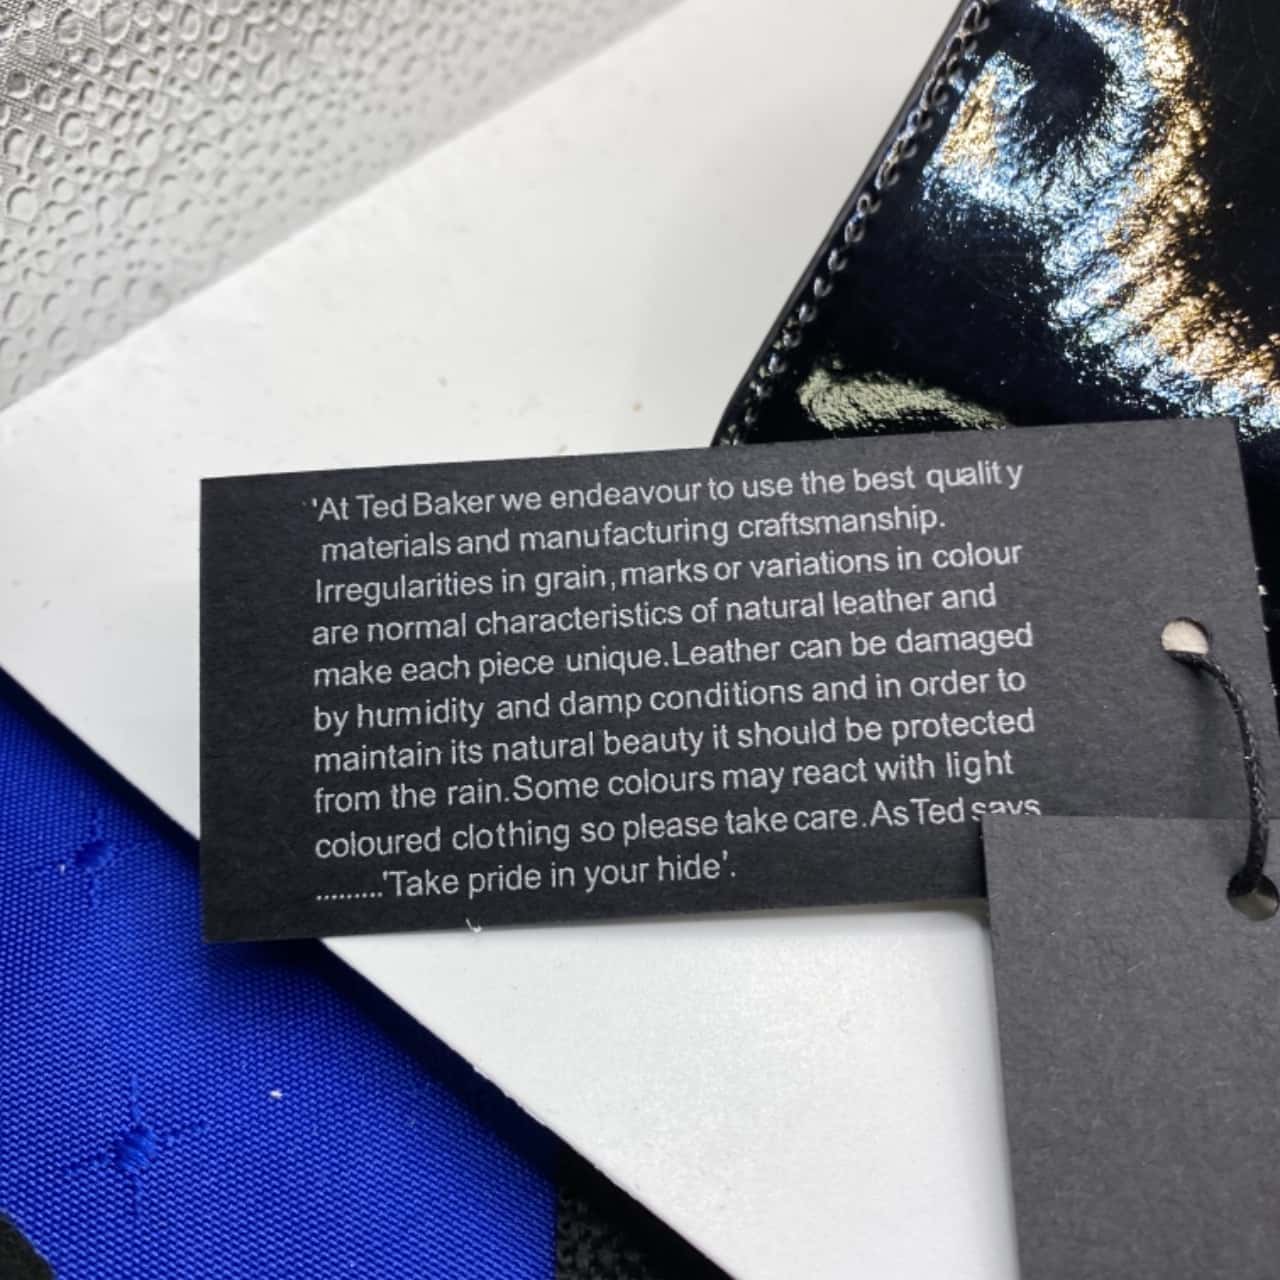 'At Ted Baker we endeavour to use the best quality
materials and manufacturing craftsmanship.
Irregularities in grain, marks or variations in colour
are normal characteristics of natural leather and
make each piece unique. Leather can be damaged
by humidity and damp conditions and in order to
maintain its natural beauty it should be protected
from the rain. Some colours may react with light
coloured clothing so please take care. As Ted says
.........'Take pride in your hide'.